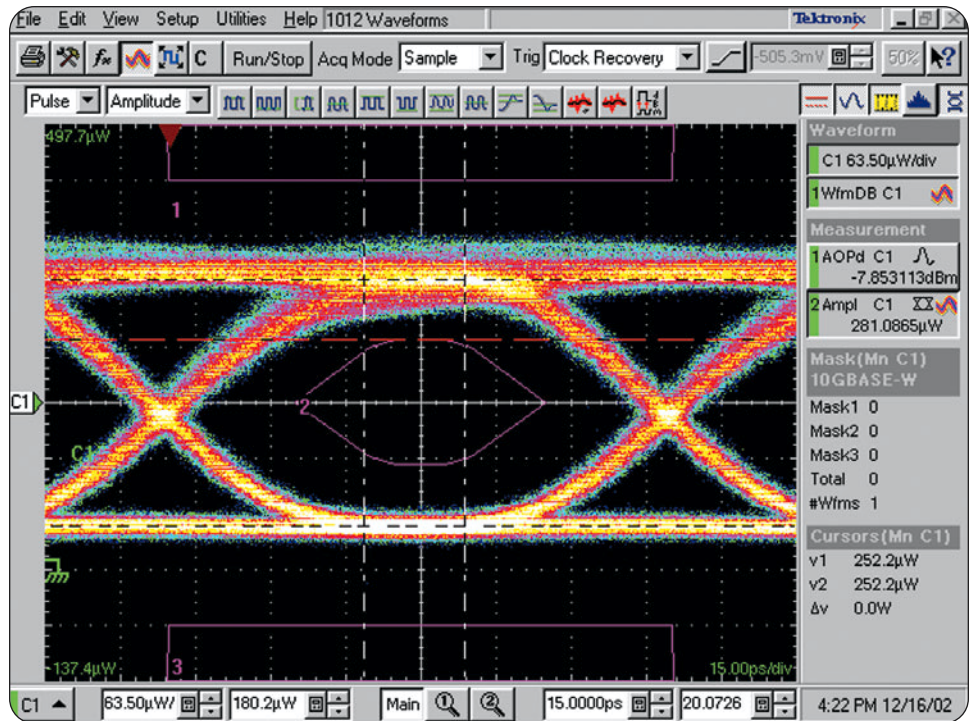 File Edit View Setup Utilities Help 1012 Waveforms Tektronix
C Run/Stop Acq Mode Sample Trig Clock Recovery -505.3mV 50%
Pulse Amplitude
497.7µW
1
2
C1
C1
3
-137.4µW
15.00ps/div
Waveform
C1 63.50µW/div
1 WfmDB C1
Measurement
1 AOPd C1
-7.853113dBm
2 Ampl C1
281.0865µW
Mask(Mn C1)
10GBASE-W
Mask1 0
Mask2 0
Mask3 0
Total 0
#Wfms 1
Cursors(Mn C1)
v1 252.2µW
v2 252.2µW
Δv 0.0W
C1 63.50µW/ 180.2µW Main 1 2 15.0000ps 20.0726 4:22 PM 12/16/02